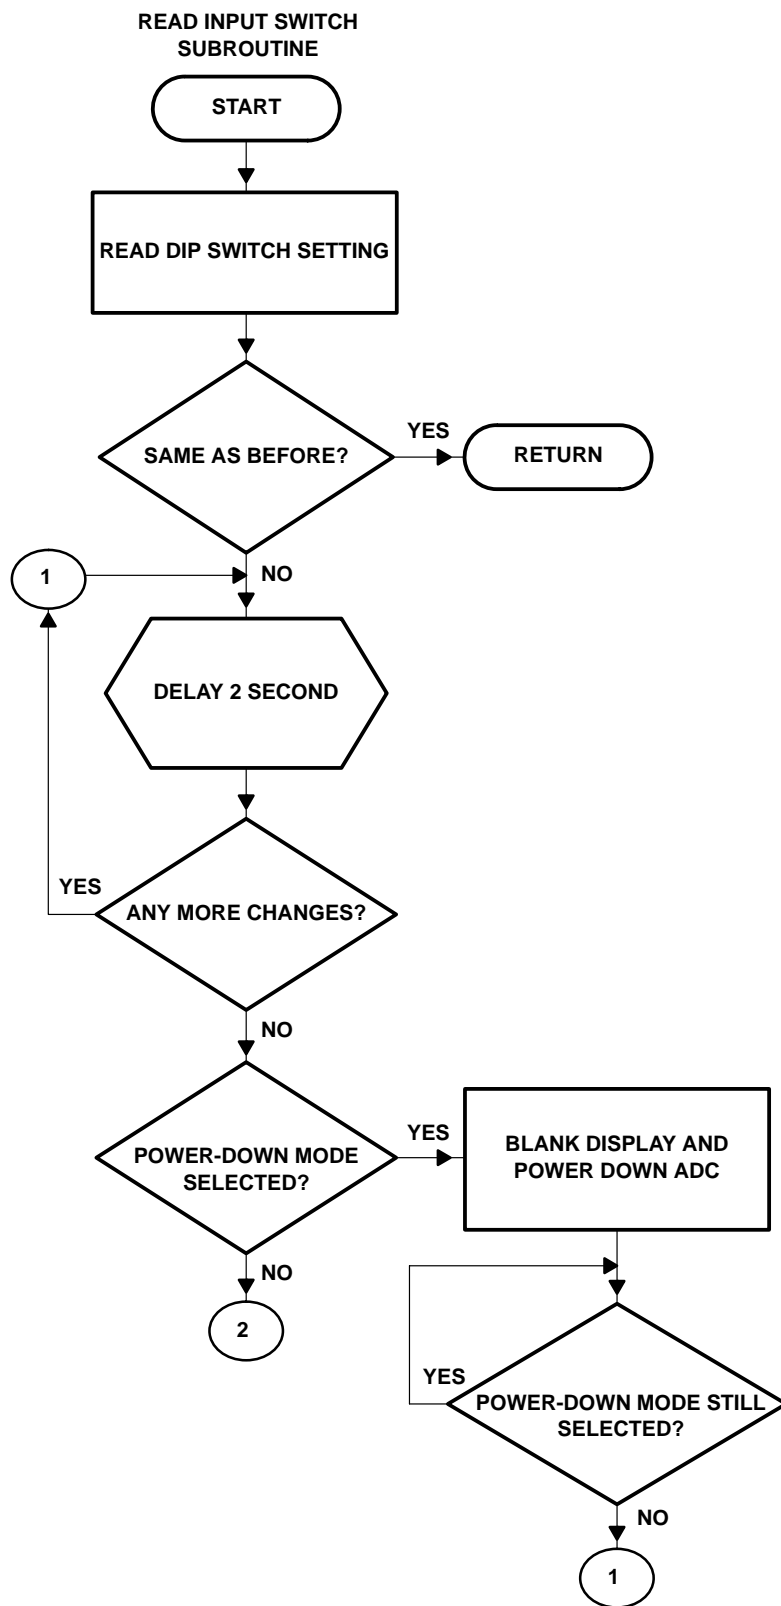 READ INPUT SWITCH
SUBROUTINE
START
READ DIP SWITCH SETTING
SAME AS BEFORE?
YES
RETURN
1
NO
DELAY 2 SECOND
YES
ANY MORE CHANGES?
NO
POWER-DOWN MODE
SELECTED?
YES
BLANK DISPLAY AND
POWER DOWN ADC
NO
2
YES
POWER-DOWN MODE STILL
SELECTED?
NO
1